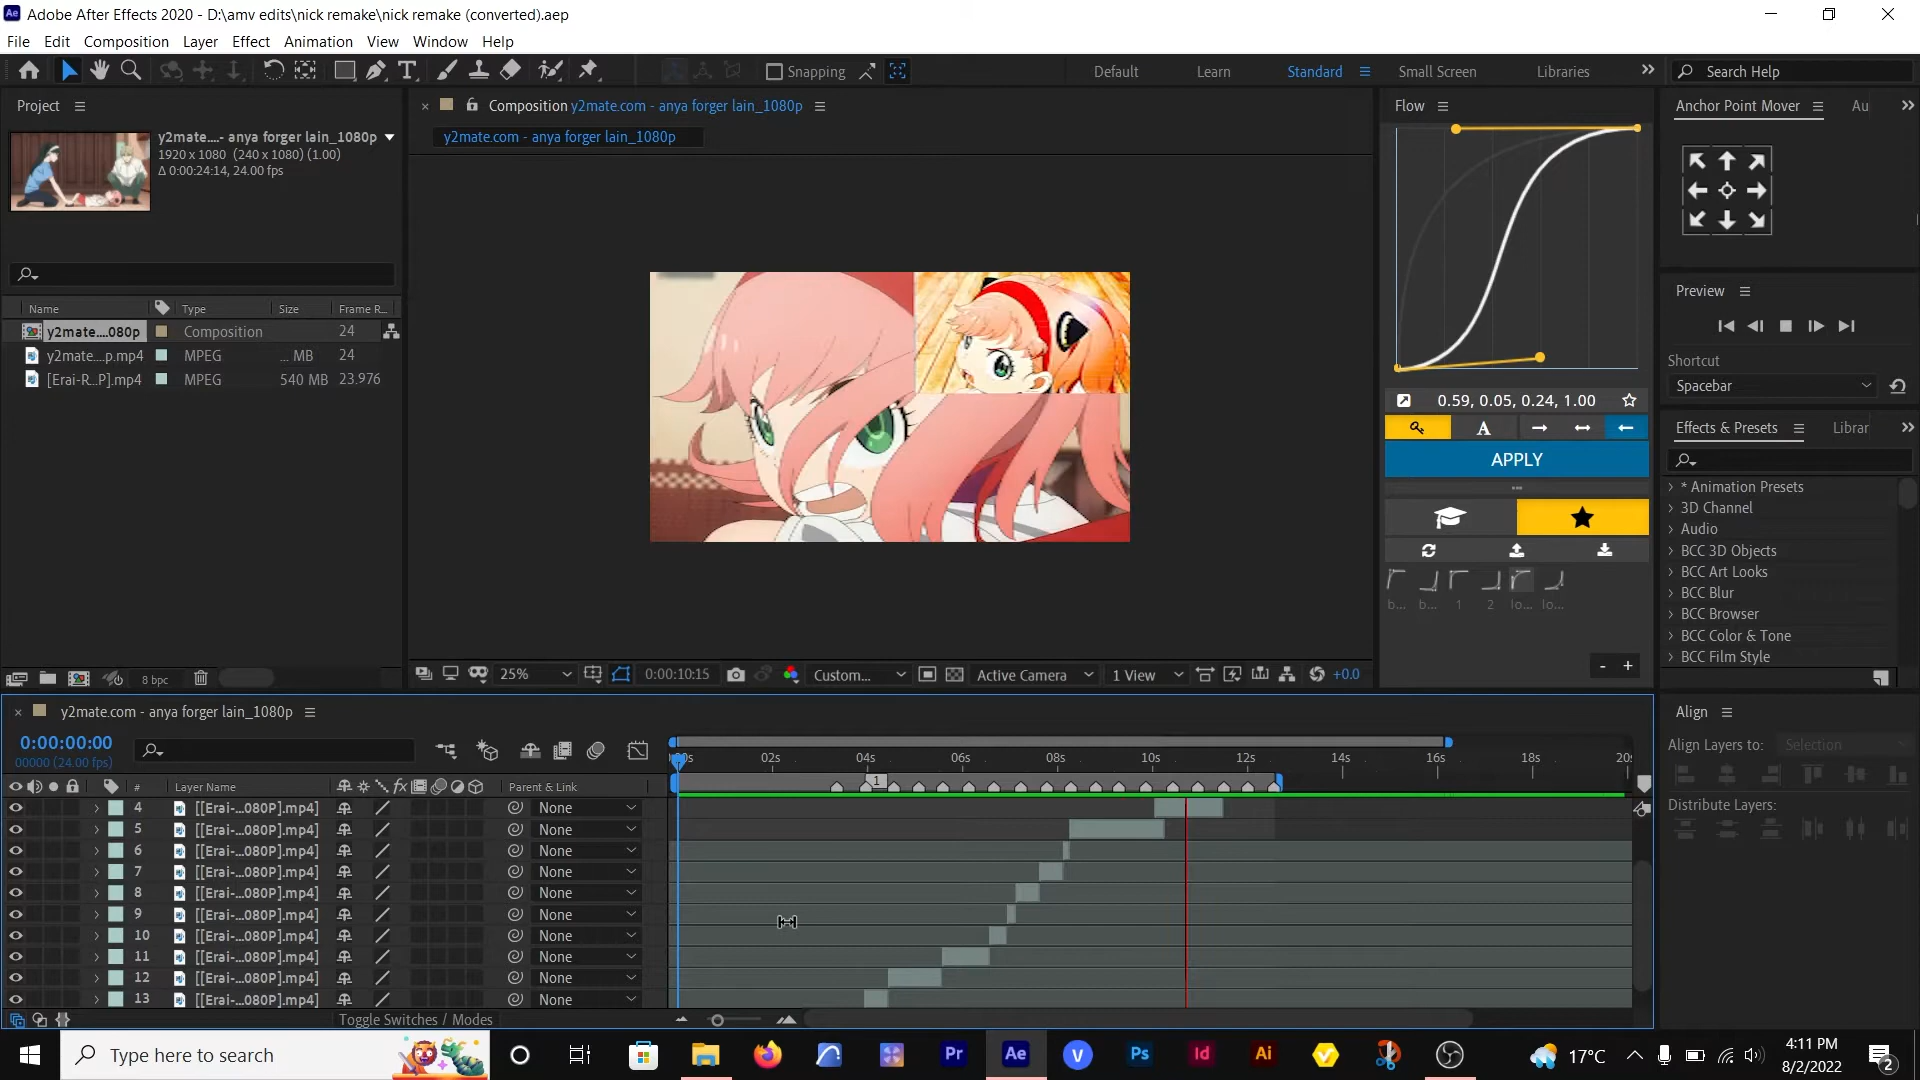 Adobe After Effects 2020 - D:\amv edits\nick remake\nick remake (converted).aep
File Edit Composition Layer Effect Animation View Window Help
Snapping Default Learn Standard Small Screen Libraries Search Help
Project
y2mate....- anya forger lain_1080p
1920 x 1080 (240 x 1080) (1.00)
Δ 0:00:24:14, 24.00 fps
Name Type Size Frame R...
y2mate....080p Composition 24
y2mate....p.mp4 MPEG ... MB 24
[Erai-R...P].mp4 MPEG 540 MB 23.976
8 bpc
Composition y2mate.com - anya forger lain_1080p
y2mate.com - anya forger lain_1080p
25% 0:00:10:15 Custom... Active Camera 1 View +0.0
Flow
0.59, 0.05, 0.24, 1.00
A
APPLY
b... b... 1 2 lo... lo...
- +
Anchor Point Mover Au
Preview
Shortcut
Spacebar
Effects & Presets Librar
* Animation Presets
3D Channel
Audio
BCC 3D Objects
BCC Art Looks
BCC Blur
BCC Browser
BCC Color & Tone
BCC Film Style
y2mate.com - anya forger lain_1080p
0:00:00:00
00000 (24.00 fps)
02s 04s 06s 08s 10s 12s 14s 16s 18s
1
# Layer Name fx Parent & Link
4 [[Erai-...080P].mp4] None
5 [[Erai-...080P].mp4] None
6 [[Erai-...080P].mp4] None
7 [[Erai-...080P].mp4] None
8 [[Erai-...080P].mp4] None
9 [[Erai-...080P].mp4] None
10 [[Erai-...080P].mp4] None
11 [[Erai-...080P].mp4] None
12 [[Erai-...080P].mp4] None
13 [[Erai-...080P].mp4] None
Toggle Switches / Modes
Align
Align Layers to: Selection
Distribute Layers:
Type here to search
Pr Ae V Ps Id Ai
17°C
4:11 PM
8/2/2022
2